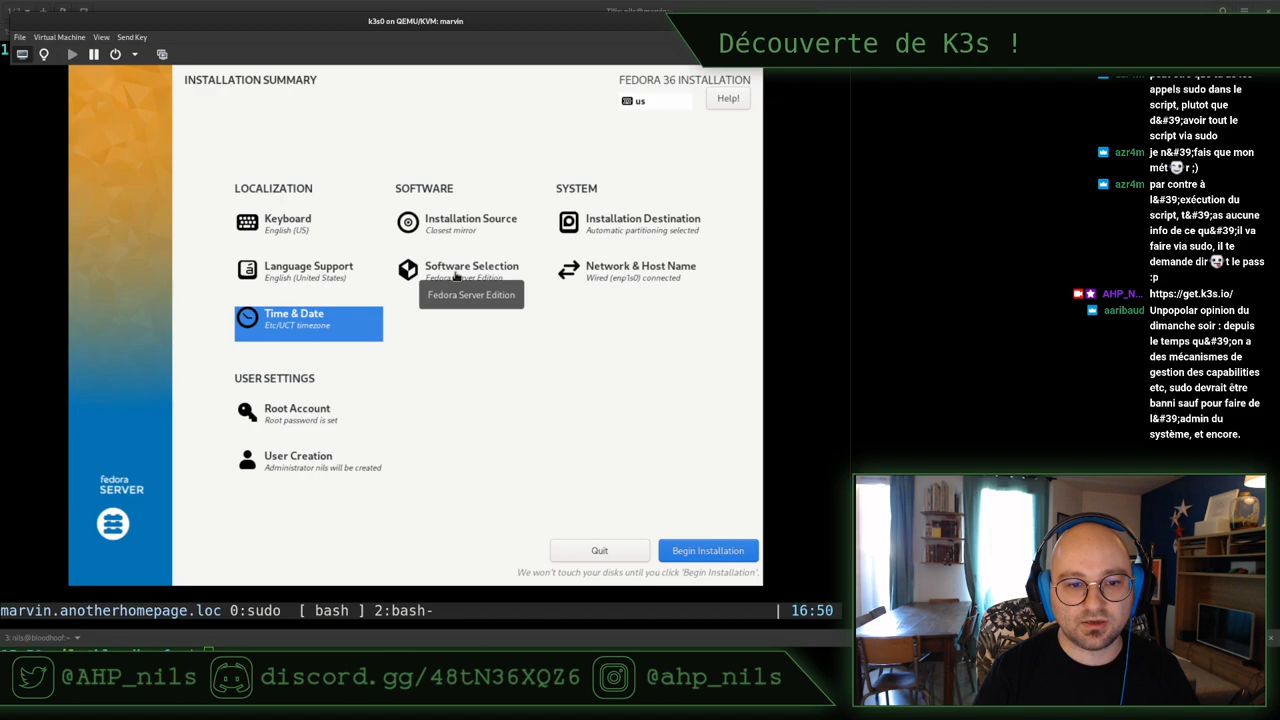 k3s0 on QEMU/KVM: marvin
File Virtual Machine View Send Key
Découverte de K3s !
INSTALLATION SUMMARY
FEDORA 36 INSTALLATION
us
Help!
LOCALIZATION
SOFTWARE
SYSTEM
Keyboard
English (US)
Installation Source
Closest mirror
Installation Destination
Automatic partitioning selected
Language Support
English (United States)
Software Selection
Fedora Server Edition
Fedora Server Edition
Network & Host Name
Wired (enp1s0) connected
Time & Date
Etc/UCT timezone
USER SETTINGS
Root Account
Root password is set
User Creation
Administrator nils will be created
fedora
SERVER
Quit
Begin Installation
We won't touch your disks until you click 'Begin Installation'.
marvin.anotherhomepage.loc 0:sudo [ bash ] 2:bash- | 16:50
3: nils@bloodhoof:~
@AHP_nils
discord.gg/48tN36XQZ6
@ahp_nils
appels sudo dans le
script, plutot que
d&#39;avoir tout le
script via sudo
azr4m je n&#39;fais que mon
mét r ;)
azr4m par contre à
l&#39;exécution du
script, t&#39;as aucune
info de ce qu&#39;il va
faire via sudo, il te
demande dir t le pass
:p
AHP_N... https://get.k3s.io/
aaribaud Unpopolar opinion du
dimanche soir : depuis
le temps qu&#39;on a
des mécanismes de
gestion des capabilities
etc, sudo devrait être
banni sauf pour faire de
l&#39;admin du
système, et encore.